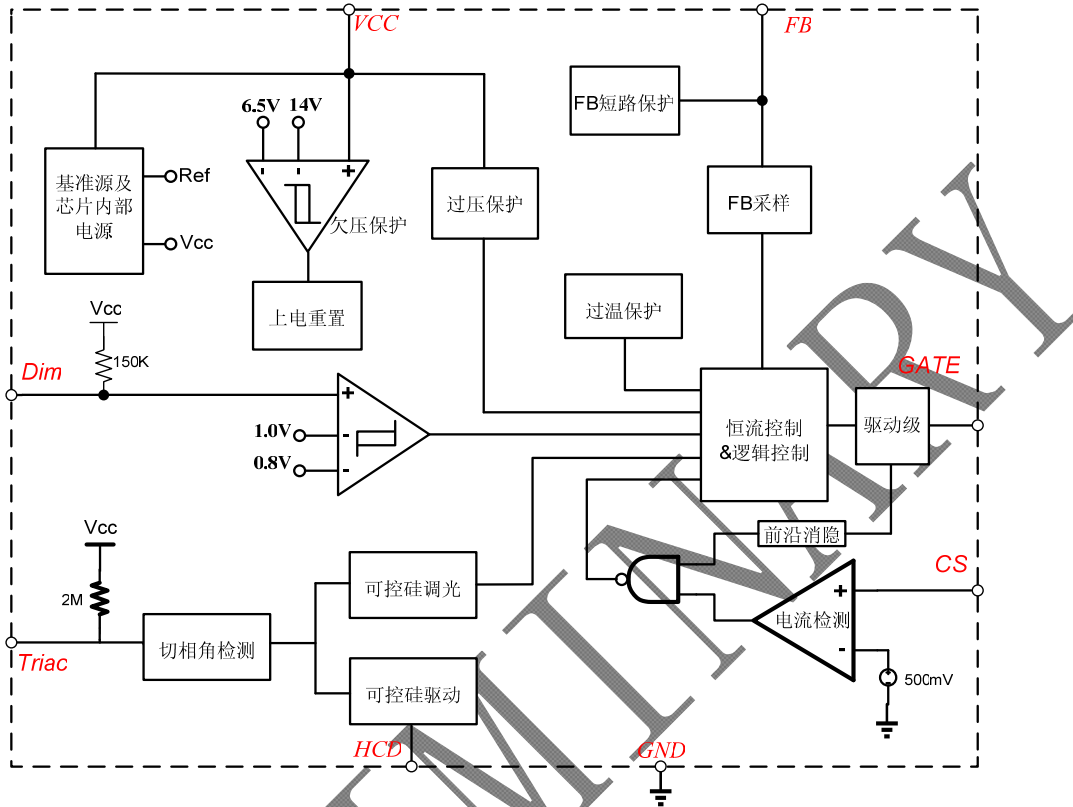 VCC
FB
6.5V
14V
FB短路保护
基准源及
芯片内部
电源
Ref
Vcc
-
-
+
欠压保护
过压保护
FB采样
上电重置
过温保护
Vcc
150K
Dim
GATE
+
1.0V
-
0.8V
-
恒流控制
&逻辑控制
驱动级
前沿消隐
Vcc
2M
可控硅调光
CS
+
电流检测
-
切相角检测
Triac
500mV
可控硅驱动
HCD
GND
IMINARY